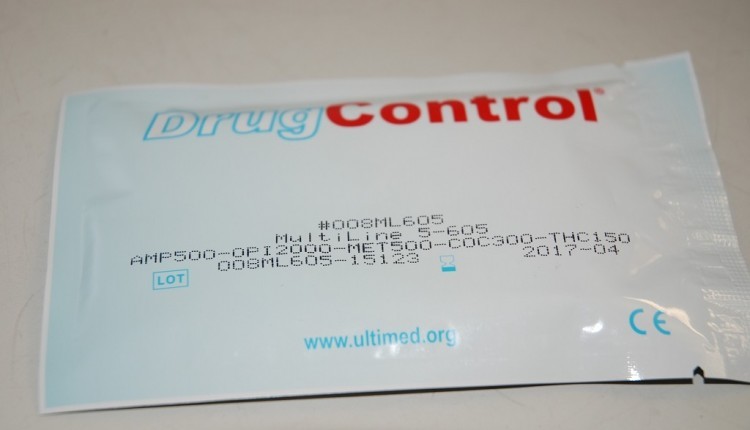 DrugControl®
#008ML605
MultiLine 5-605
AMP500-OPI2000-MET500-COC300-THC150
LOT 008ML605-15123 2017-04
www.ultimed.org CE